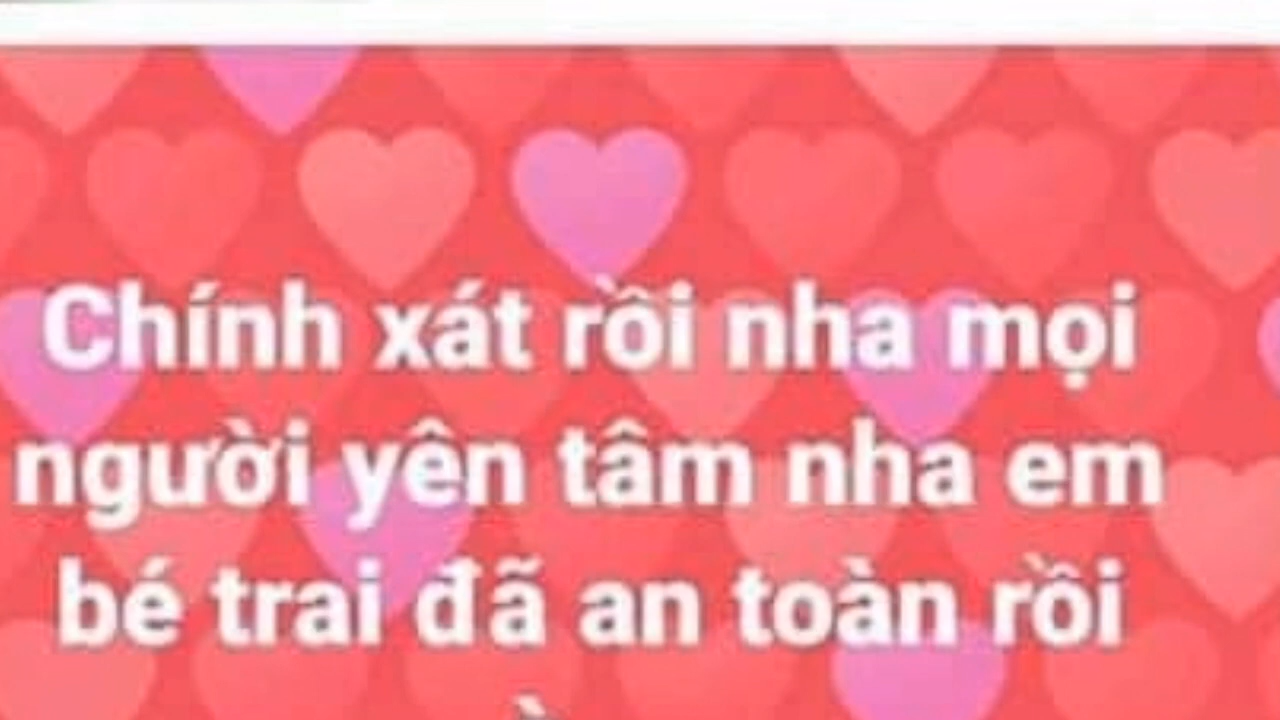 Chính xát rồi nha mọi
người yên tâm nha em
bé trai đã an toàn rồi